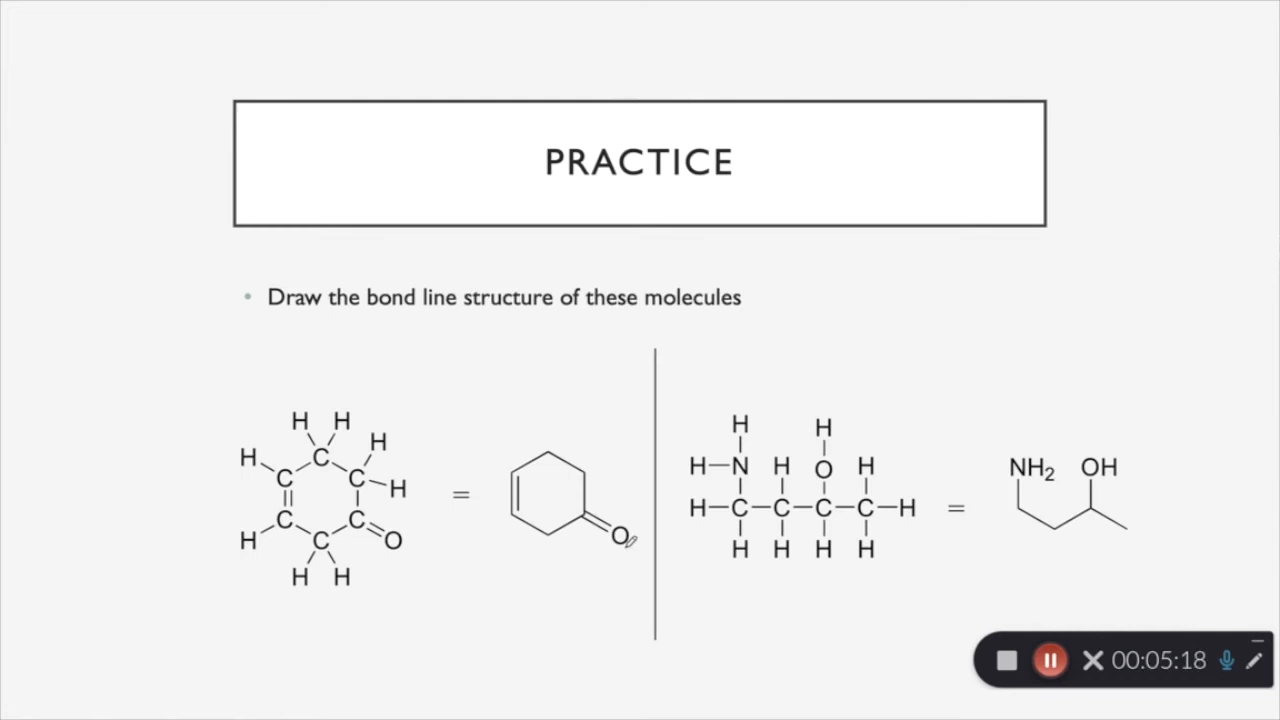 PRACTICE
• Draw the bond line structure of these molecules
H H
H
H C
C C H
=
C C
H C O O
H H
H H
H N H O H
H C C C C H
H H H H
=
NH2 OH
00:05:18